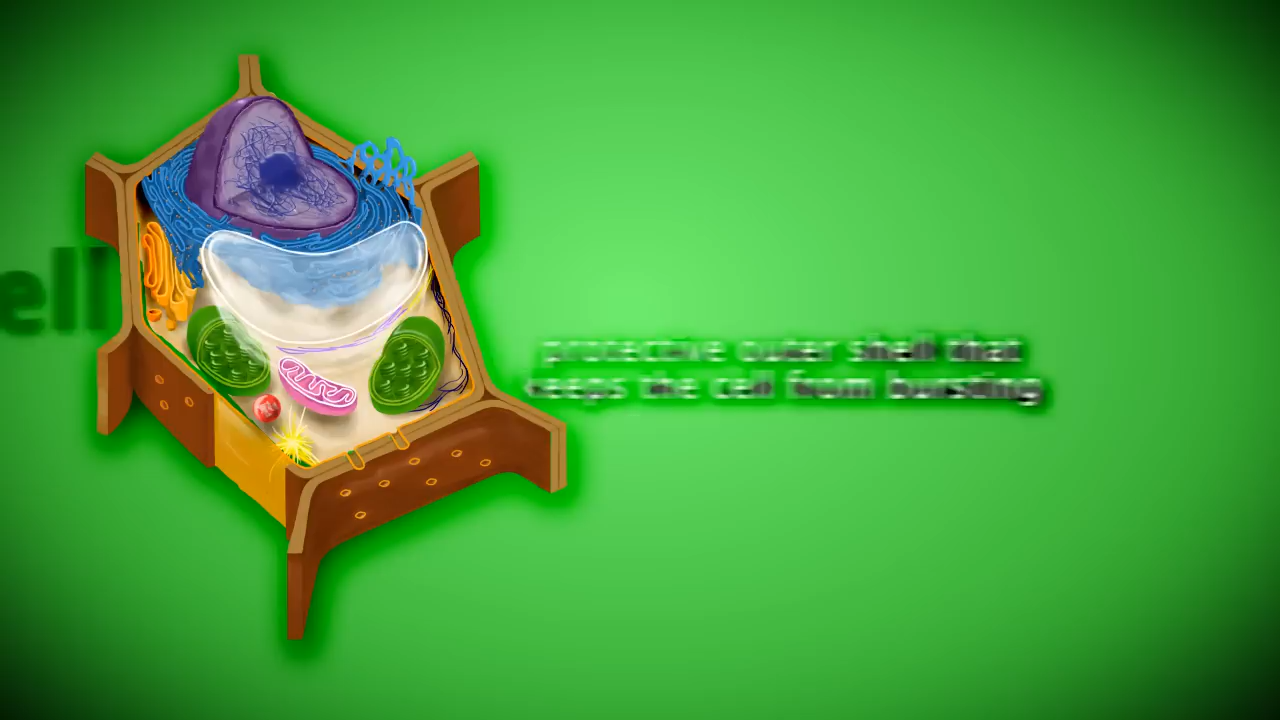 ell
protective outer shell that
keeps the cell from bursting